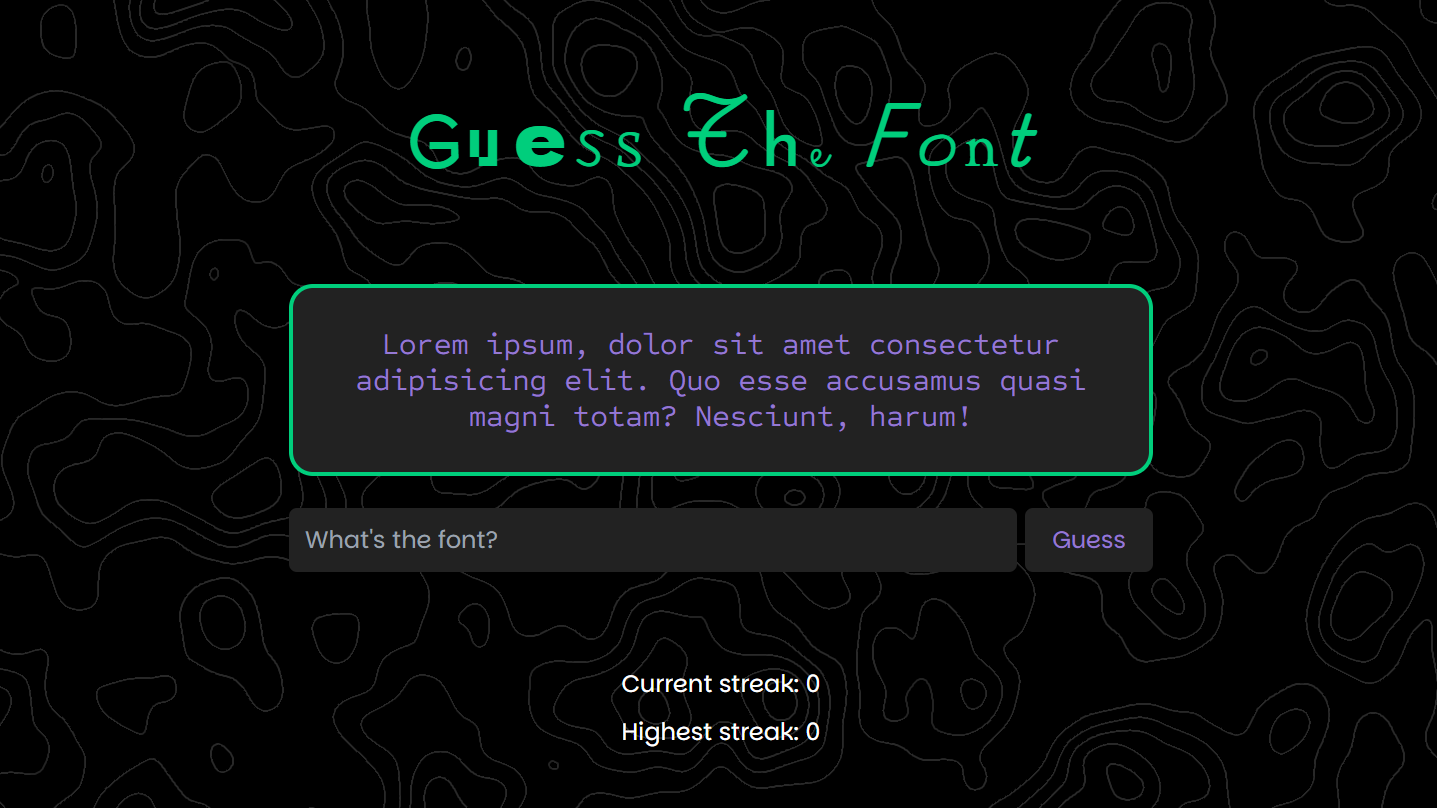 Guess The Font
Lorem ipsum, dolor sit amet consectetur
adipisicing elit. Quo esse accusamus quasi
magni totam? Nesciunt, harum!
What's the font?
Guess
Current streak: 0
Highest streak: 0